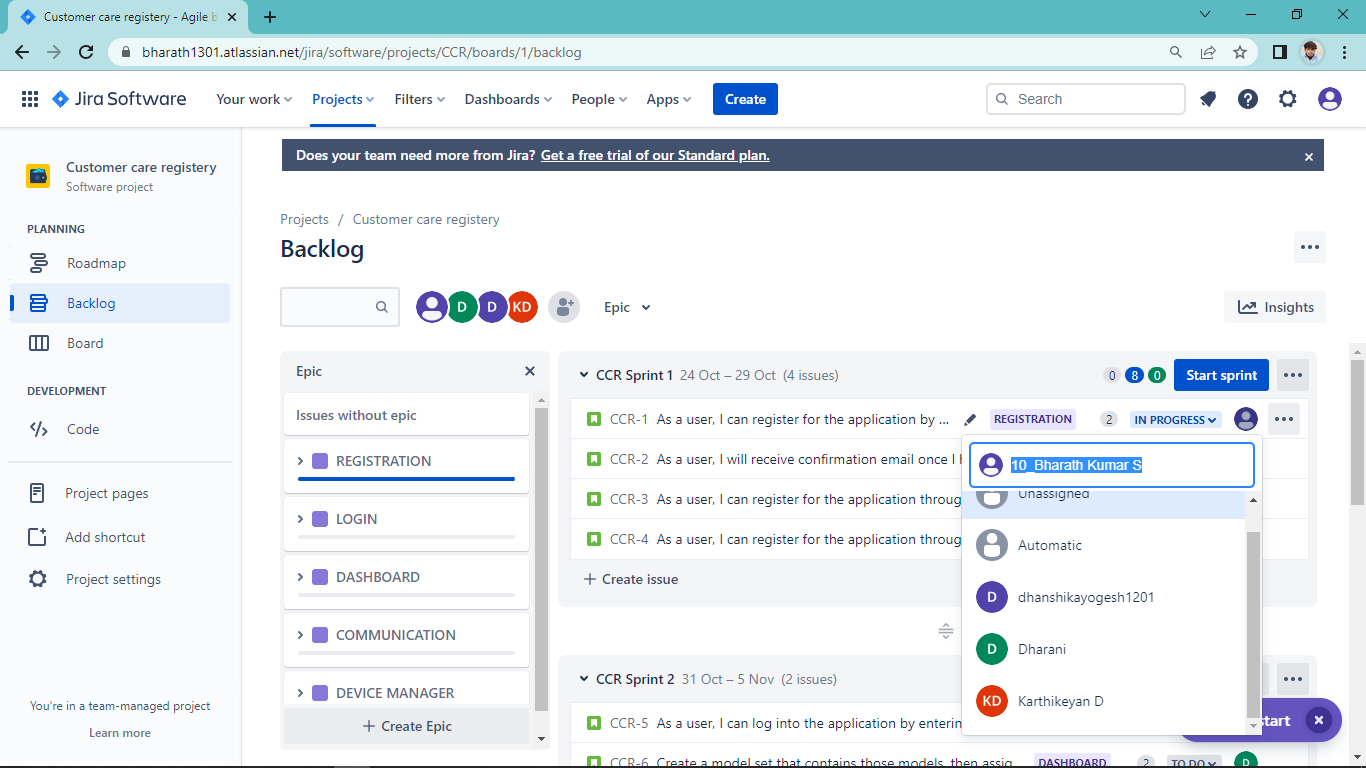 Customer care registery - Agile b
bharath1301.atlassian.net/jira/software/projects/CCR/boards/1/backlog
Jira Software Your work Projects Filters Dashboards People Apps Create Search
Does your team need more from Jira? Get a free trial of our Standard plan.
Customer care registery
Software project
PLANNING
Roadmap
Backlog
Board
DEVELOPMENT
Code
Project pages
Add shortcut
Project settings
You're in a team-managed project
Learn more
Projects / Customer care registery
Backlog
D D KD Epic Insights
Epic
Issues without epic
REGISTRATION
LOGIN
DASHBOARD
COMMUNICATION
DEVICE MANAGER
+ Create Epic
CCR Sprint 1 24 Oct – 29 Oct (4 issues) 0 8 0 Start sprint
CCR-1 As a user, I can register for the application by ... REGISTRATION 2 IN PROGRESS
CCR-2 As a user, I will receive confirmation email once I
CCR-3 As a user, I can register for the application throug
CCR-4 As a user, I can register for the application throug
+ Create issue
10_Bharath Kumar S
Unassigned
Automatic
D dhanshikayogesh1201
D Dharani
KD Karthikeyan D
CCR Sprint 2 31 Oct – 5 Nov (2 issues)
start
CCR-5 As a user, I can log into the application by enterin
CCR-6 Create a model set that contains those models, then assig DASHBOARD 2 TO DO D